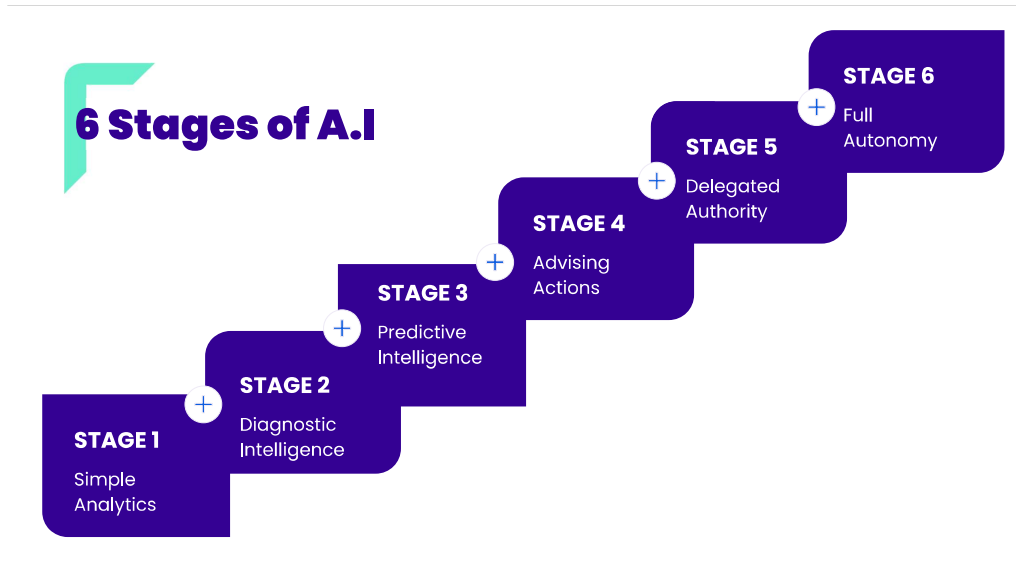 6 Stages of A.I
STAGE 1
Simple
Analytics
STAGE 2
Diagnostic
Intelligence
STAGE 3
Predictive
Intelligence
STAGE 4
Advising
Actions
STAGE 5
Delegated
Authority
STAGE 6
Full
Autonomy